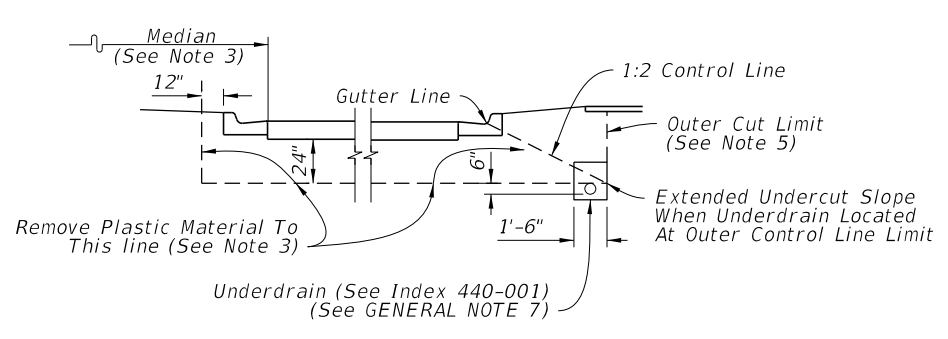 Median
(See Note 3)
12"
Gutter Line
1:2 Control Line
Outer Cut Limit
(See Note 5)
24"
6"
Extended Undercut Slope
When Underdrain Located
At Outer Control Line Limit
Remove Plastic Material To
This line (See Note 3)
1'-6"
Underdrain (See Index 440-001)
(See GENERAL NOTE 7)